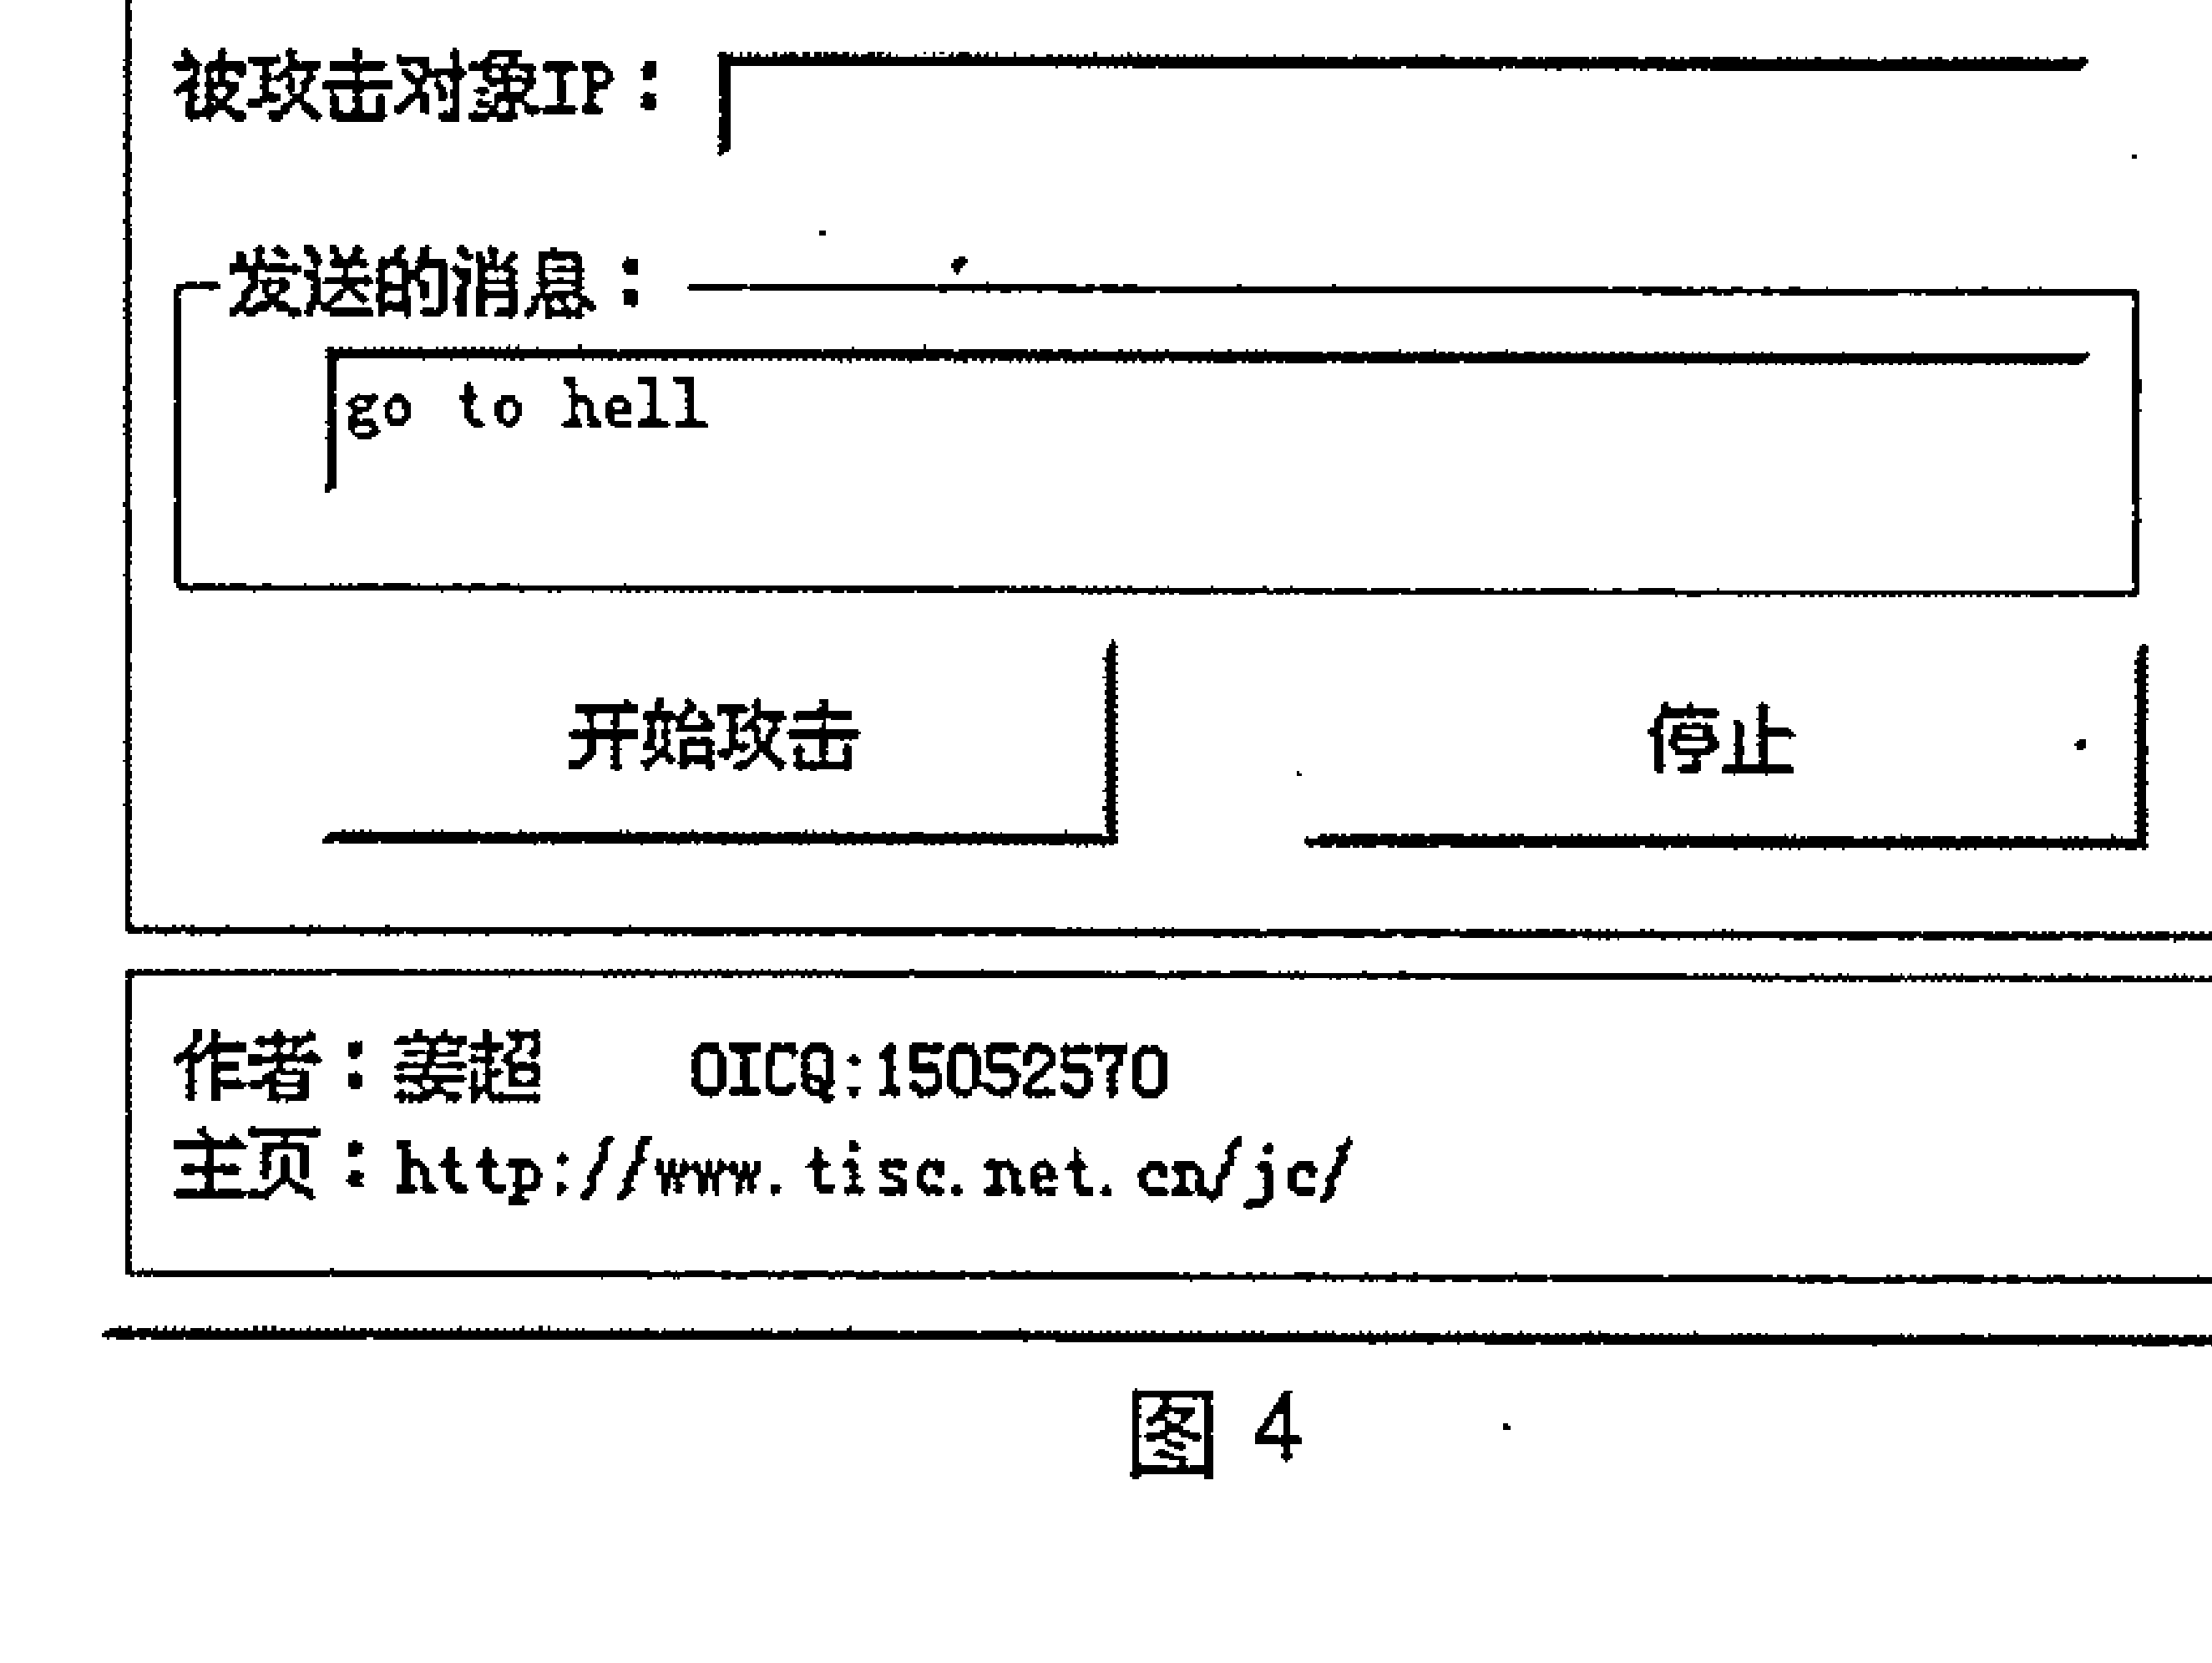 被攻击对象IP：
发送的消息：
go to hell
开始攻击 停止
作者：姜超 OICQ:15052570
主页：http://www.tisc.net.cn/jc/
图 4